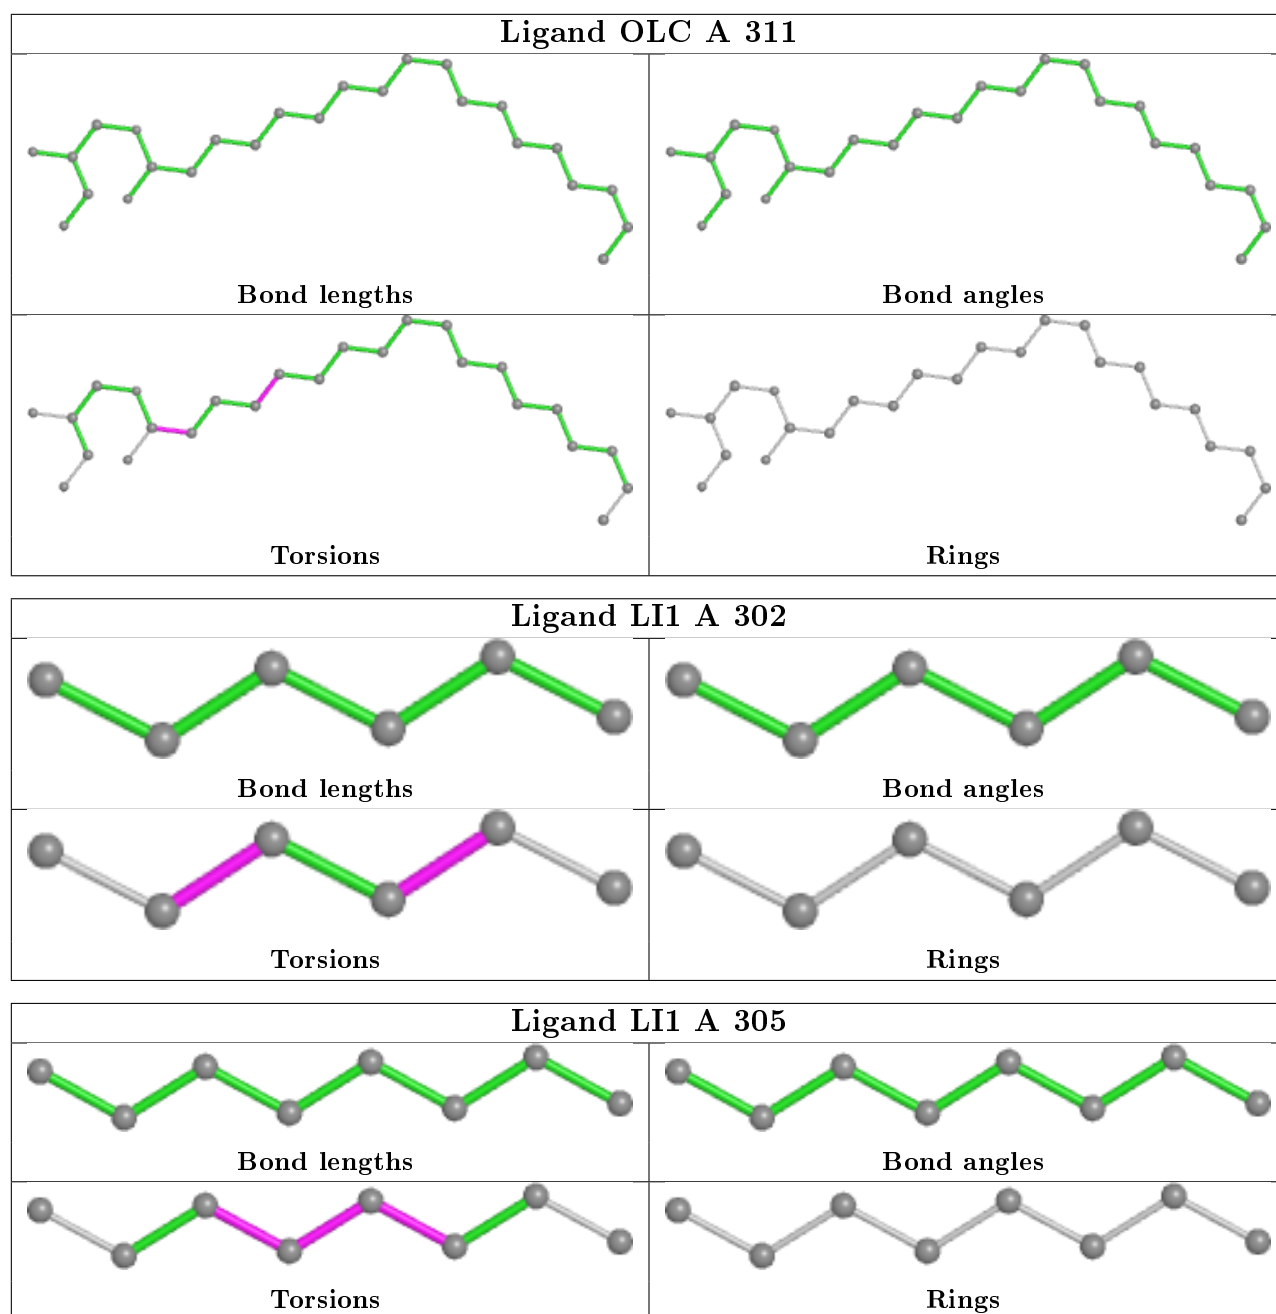 Ligand OLC A 311
Bond lengths
Bond angles
Torsions
Rings
Ligand LI1 A 302
Bond lengths
Bond angles
Torsions
Rings
Ligand LI1 A 305
Bond lengths
Bond angles
Torsions
Rings